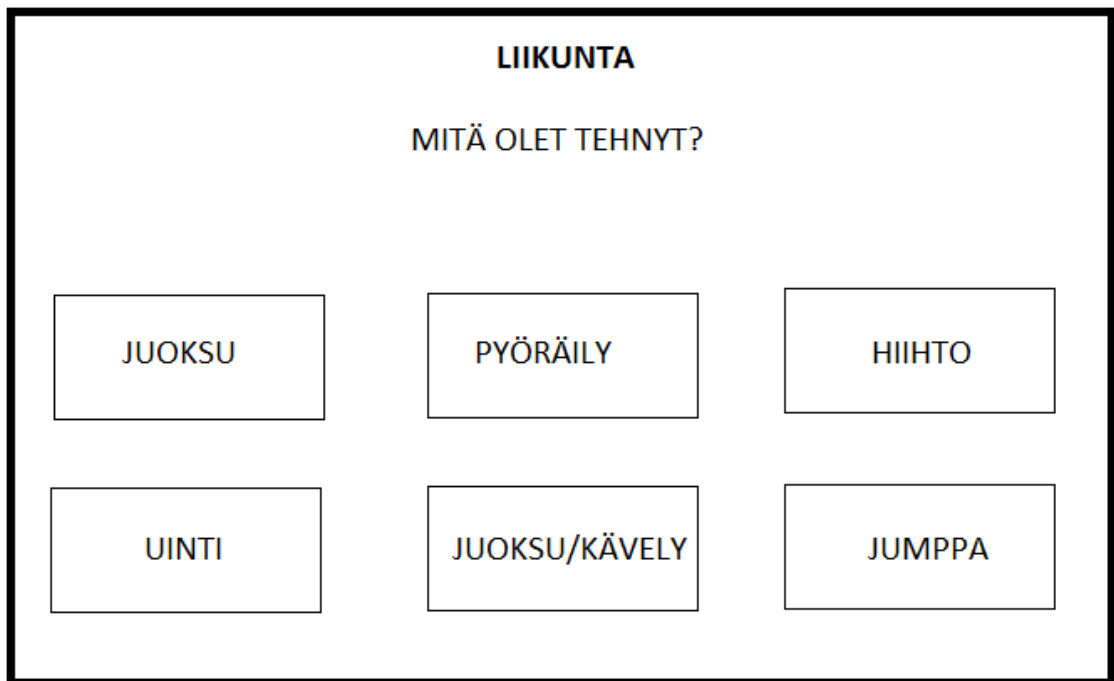 LIIKUNTA
MITÄ OLET TEHNYT?
JUOKSU
PYÖRÄILY
HIIHTO
UINTI
JUOKSU/KÄVELY
JUMPPA